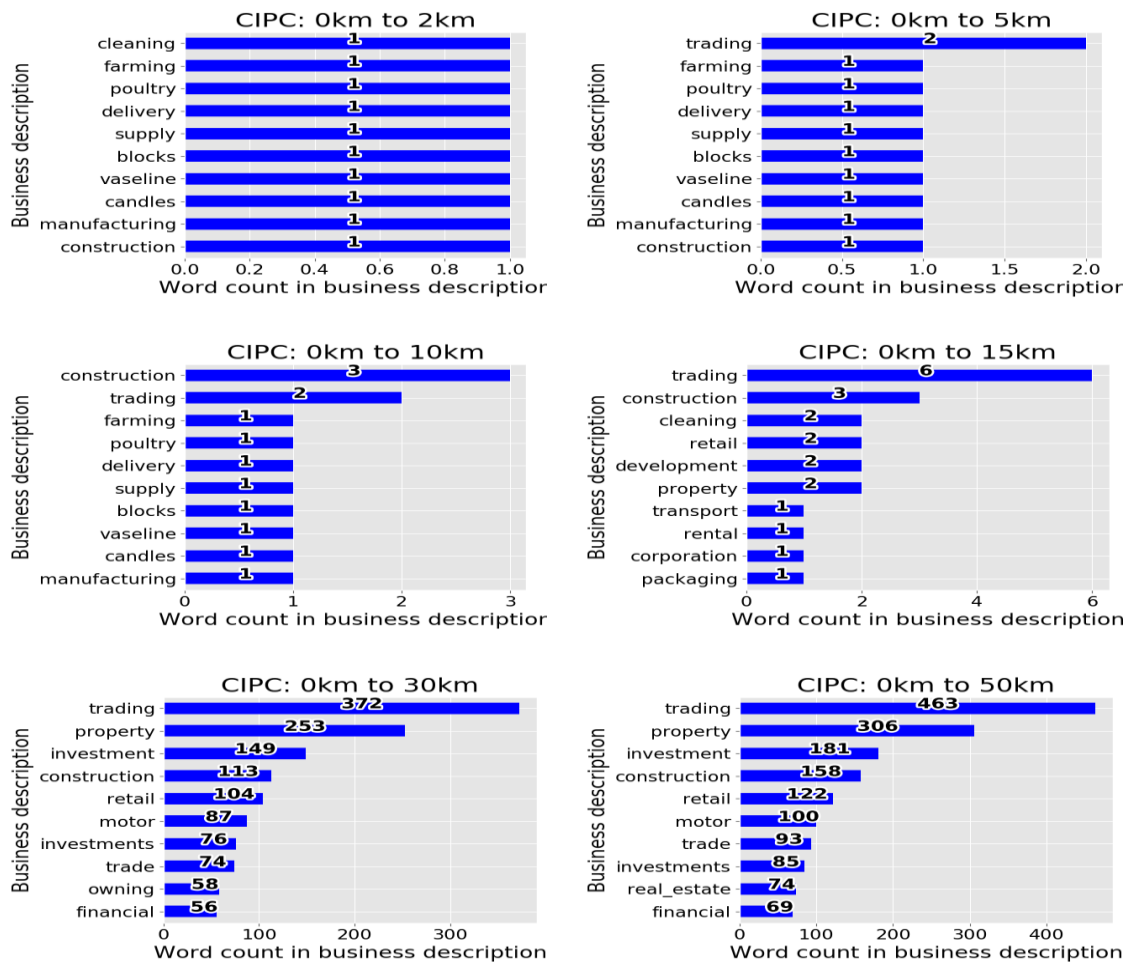 CIPC: 0km to 2km
Business description
cleaning 1
farming 1
poultry 1
delivery 1
supply 1
blocks 1
vaseline 1
candles 1
manufacturing 1
construction 1
0.0 0.2 0.4 0.6 0.8 1.0
Word count in business description
CIPC: 0km to 5km
Business description
trading 2
farming 1
poultry 1
delivery 1
supply 1
blocks 1
vaseline 1
candles 1
manufacturing 1
construction 1
0.0 0.5 1.0 1.5 2.0
Word count in business description
CIPC: 0km to 10km
Business description
construction 3
trading 2
farming 1
poultry 1
delivery 1
supply 1
blocks 1
vaseline 1
candles 1
manufacturing 1
0 1 2 3
Word count in business description
CIPC: 0km to 15km
Business description
trading 6
construction 3
cleaning 2
retail 2
development 2
property 2
transport 1
rental 1
corporation 1
packaging 1
0 2 4 6
Word count in business description
CIPC: 0km to 30km
Business description
trading 372
property 253
investment 149
construction 113
retail 104
motor 87
investments 76
trade 74
owning 58
financial 56
0 100 200 300
Word count in business description
CIPC: 0km to 50km
Business description
trading 463
property 306
investment 181
construction 158
retail 122
motor 100
trade 93
investments 85
real_estate 74
financial 69
0 100 200 300 400
Word count in business description